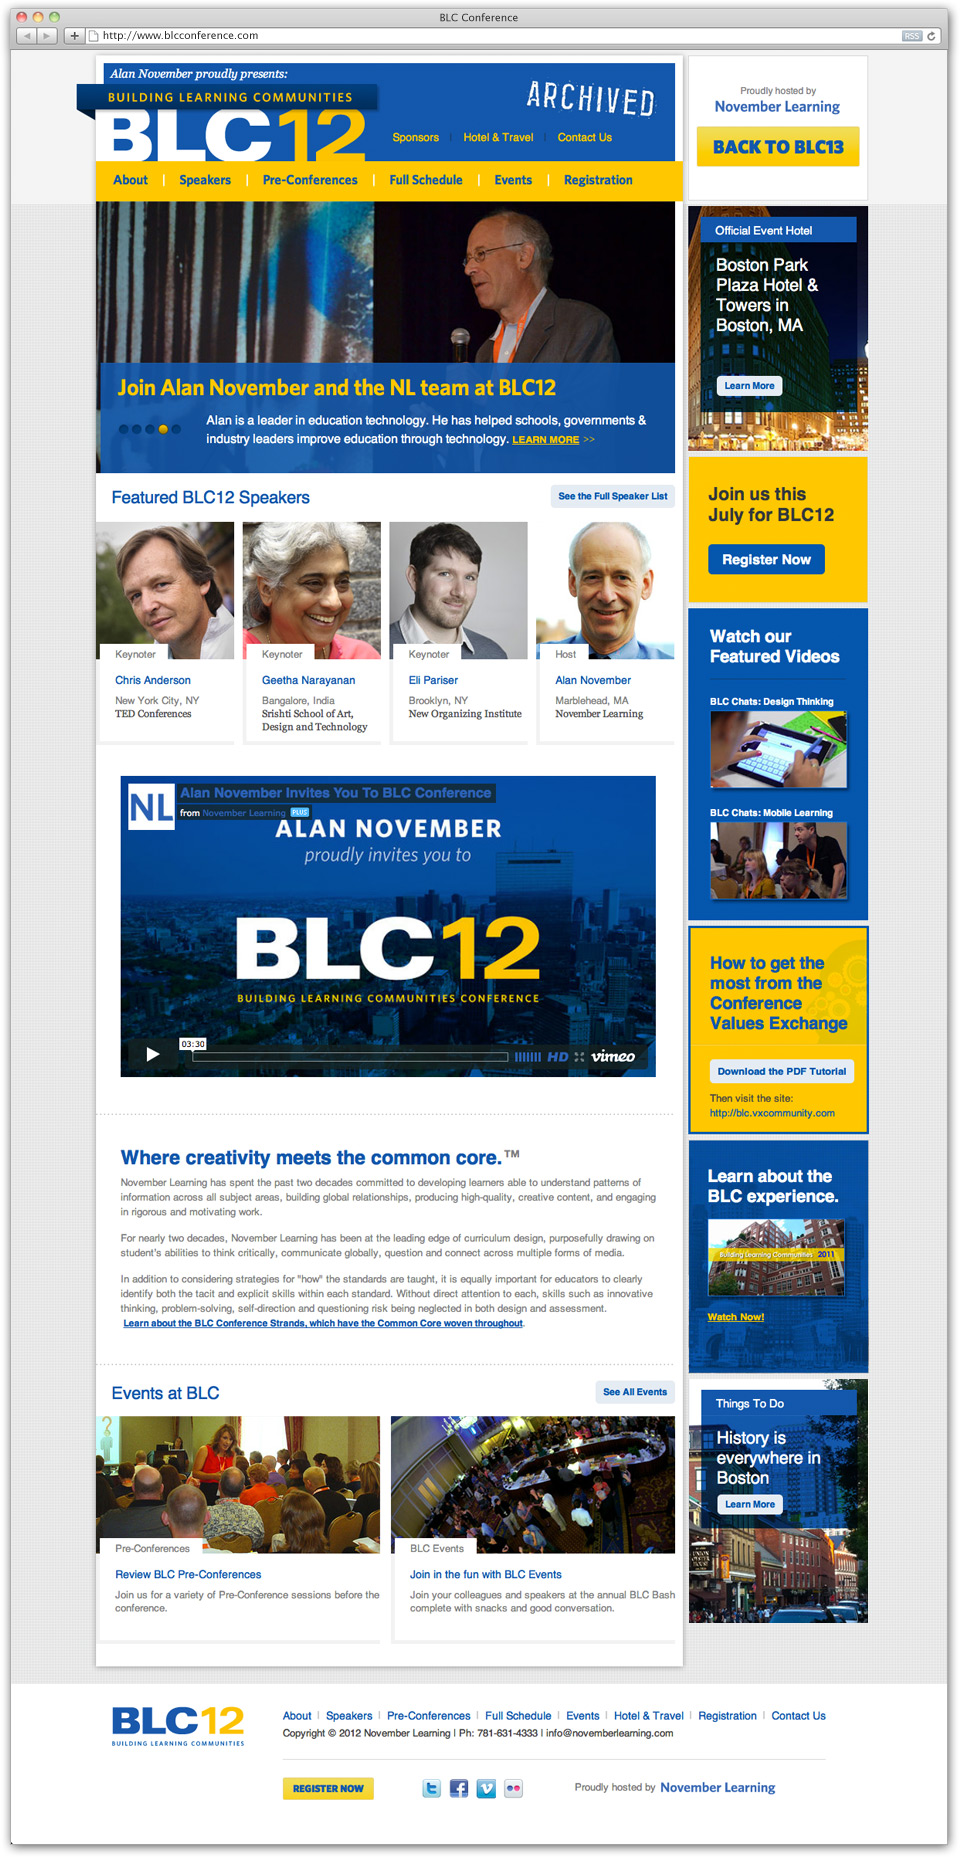 BLC Conference
http://www.blcconference.com
RSS
Alan November proudly presents:
BUILDING LEARNING COMMUNITIES
BLC12
ARCHIVED
Sponsors | Hotel & Travel | Contact Us
About | Speakers | Pre-Conferences | Full Schedule | Events | Registration
Proudly hosted by
November Learning
BACK TO BLC13
Join Alan November and the NL team at BLC12
Alan is a leader in education technology. He has helped schools, governments &
industry leaders improve education through technology. LEARN MORE >>
Official Event Hotel
Boston Park
Plaza Hotel &
Towers in
Boston, MA
Learn More
Join us this
July for BLC12
Register Now
Featured BLC12 Speakers
See the Full Speaker List
Keynoter
Chris Anderson
New York City, NY
TED Conferences
Keynoter
Geetha Narayanan
Bangalore, India
Srishti School of Art,
Design and Technology
Keynoter
Eli Pariser
Brooklyn, NY
New Organizing Institute
Host
Alan November
Marblehead, MA
November Learning
Watch our
Featured Videos
BLC Chats: Design Thinking
BLC Chats: Mobile Learning
NL
Alan November Invites You To BLC Conference
from November Learning PLUS
ALAN NOVEMBER
proudly invites you to
BLC12
BUILDING LEARNING COMMUNITIES CONFERENCE
03:30
HD
vimeo
How to get the
most from the
Conference
Values Exchange
Download the PDF Tutorial
Then visit the site:
http://blc.vxcommunity.com
Where creativity meets the common core.™
November Learning has spent the past two decades committed to developing learners able to understand patterns of
information across all subject areas, building global relationships, producing high-quality, creative content, and engaging
in rigorous and motivating work.
For nearly two decades, November Learning has been at the leading edge of curriculum design, purposefully drawing on
student's abilities to think critically, communicate globally, question and connect across multiple forms of media.
In addition to considering strategies for "how" the standards are taught, it is equally important for educators to clearly
identify both the tacit and explicit skills within each standard. Without direct attention to each, skills such as innovative
thinking, problem-solving, self-direction and questioning risk being neglected in both design and assessment.
Learn about the BLC Conference Strands, which have the Common Core woven throughout.
Learn about the
BLC experience.
Building Learning Communities 2011
Watch Now!
Events at BLC
See All Events
Pre-Conferences
Review BLC Pre-Conferences
Join us for a variety of Pre-Conference sessions before the
conference.
BLC Events
Join in the fun with BLC Events
Join your colleagues and speakers at the annual BLC Bash
complete with snacks and good conversation.
Things To Do
History is
everywhere in
Boston
Learn More
BLC12
BUILDING LEARNING COMMUNITIES
About | Speakers | Pre-Conferences | Full Schedule | Events | Hotel & Travel | Registration | Contact Us
Copyright © 2012 November Learning | Ph: 781-631-4333 | info@novemberlearning.com
REGISTER NOW
Proudly hosted by November Learning